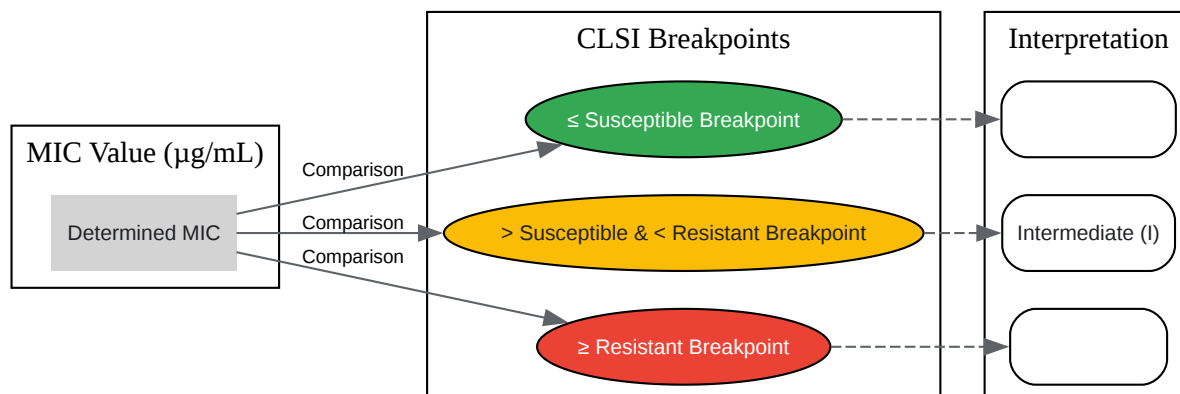 CLSI Breakpoints
Interpretation
≤ Susceptible Breakpoint
MIC Value (µg/mL)
Comparison
Determined MIC
Comparison
> Susceptible & < Resistant Breakpoint
Intermediate (I)
Comparison
≥ Resistant Breakpoint